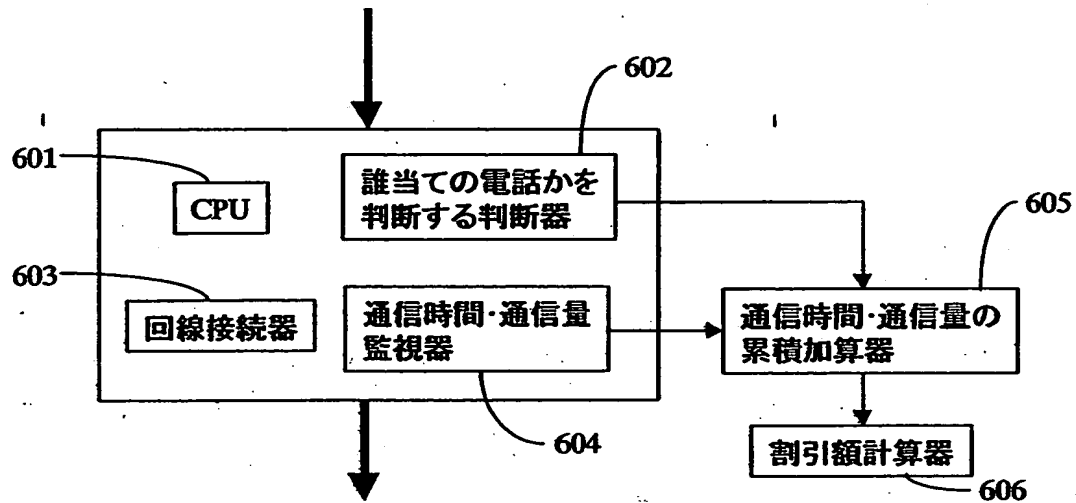 602
601
CPU
誰当ての電話かを
判断する判断器
605
603
回線接続器
通信時間・通信量
監視器
通信時間・通信量の
累積加算器
604
割引額計算器
606